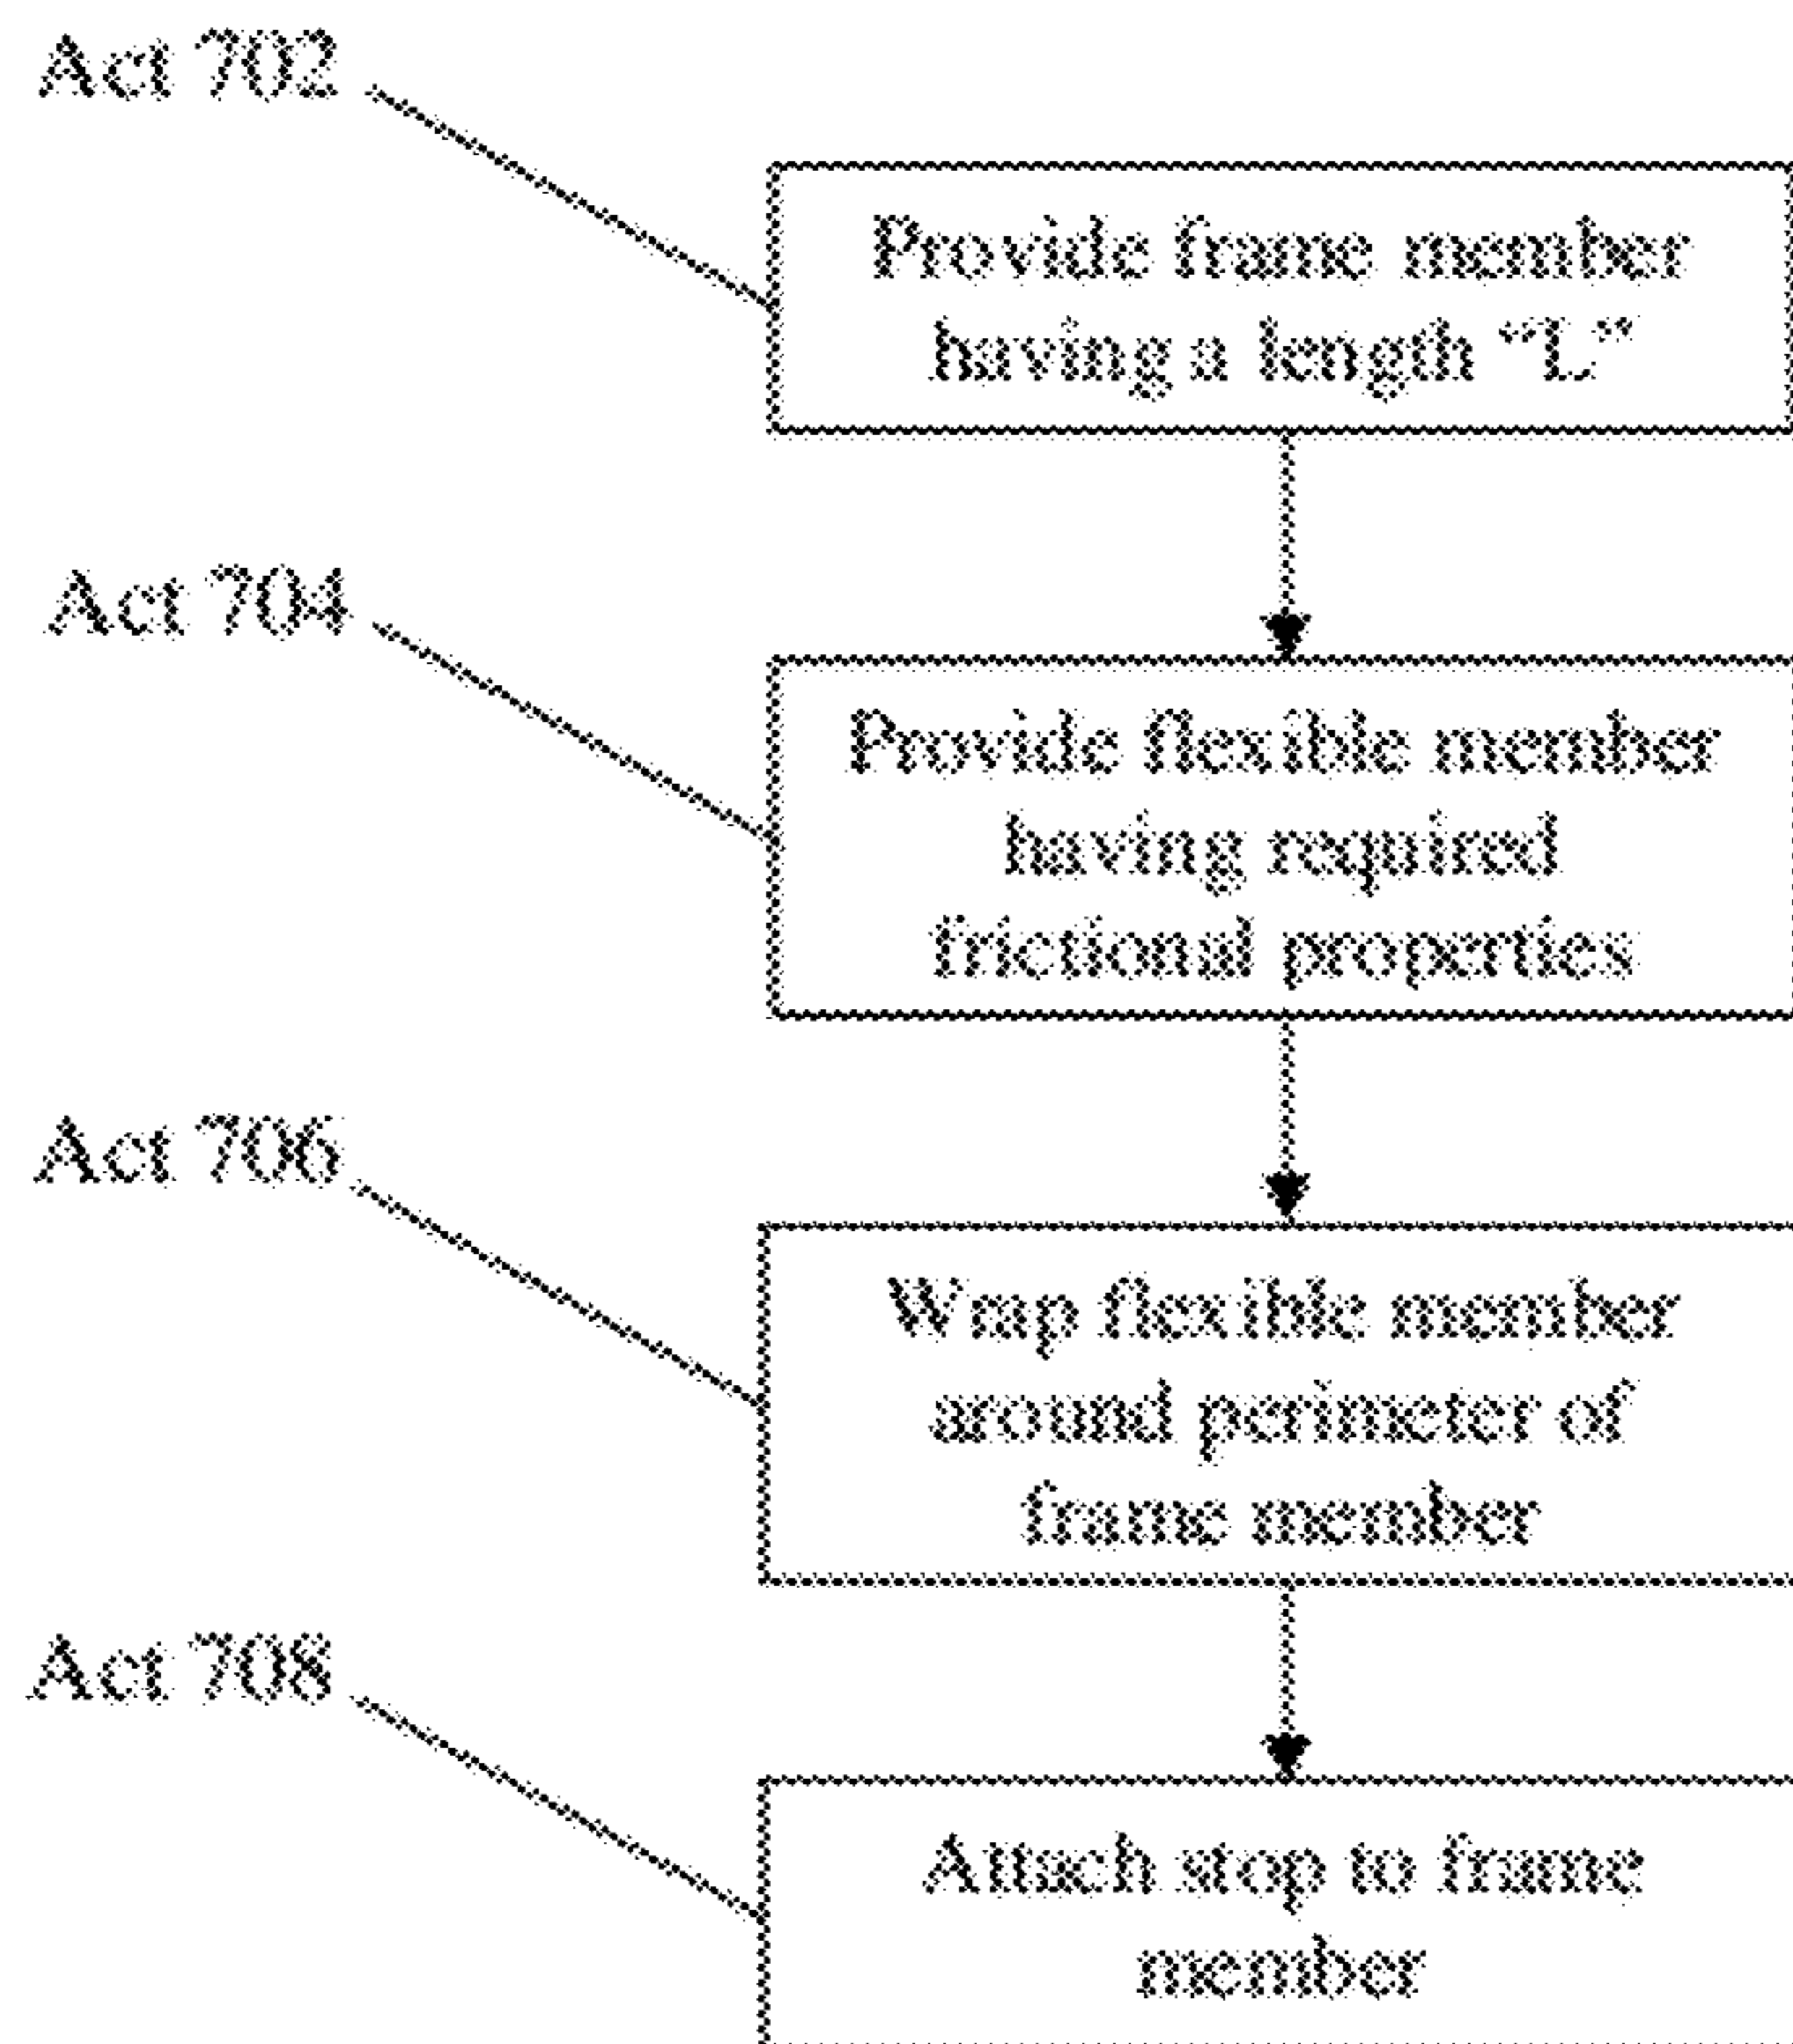 Act 702
Provide frame member
having a length “L”
Act 704
Provide flexible member
having required
frictional properties
Act 706
Wrap flexible member
around perimeter of
frame member
Act 708
Attach stop to frame
member